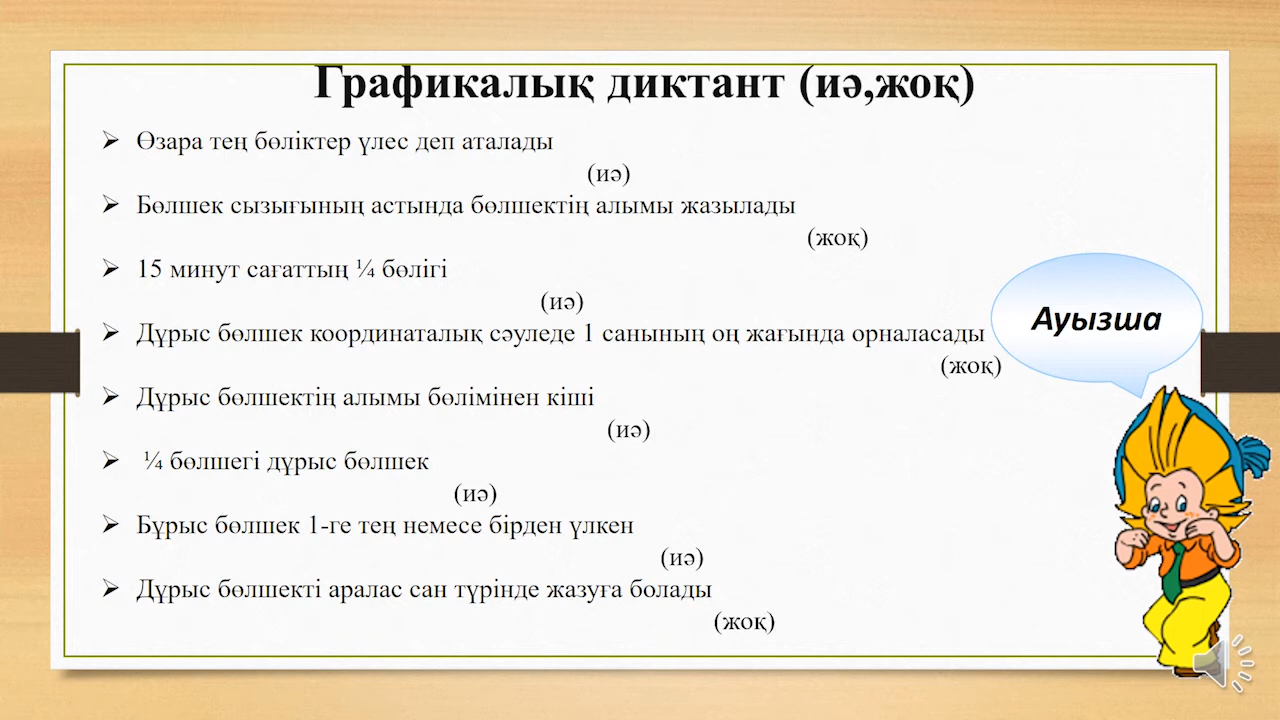 Графикалық диктант (иә,жоқ)
Өзара тең бөліктер үлес деп аталады
(иә)
Бөлшек сызығының астында бөлшектің алымы жазылады
(жоқ)
15 минут сағаттың ¼ бөлігі
(иә)
Дұрыс бөлшек координаталық сәуледе 1 санының оң жағында орналасады
(жоқ)
Дұрыс бөлшектің алымы бөлімінен кіші
(иә)
¼ бөлшегі дұрыс бөлшек
(иә)
Бұрыс бөлшек 1-ге тең немесе бірден үлкен
(иә)
Дұрыс бөлшекті аралас сан түрінде жазуға болады
(жоқ)
Ауызша